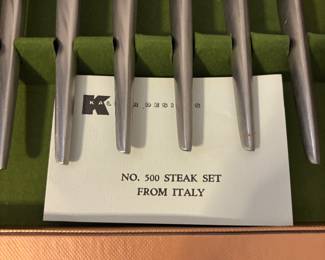 K
NO. 500 STEAK SET
FROM ITALY